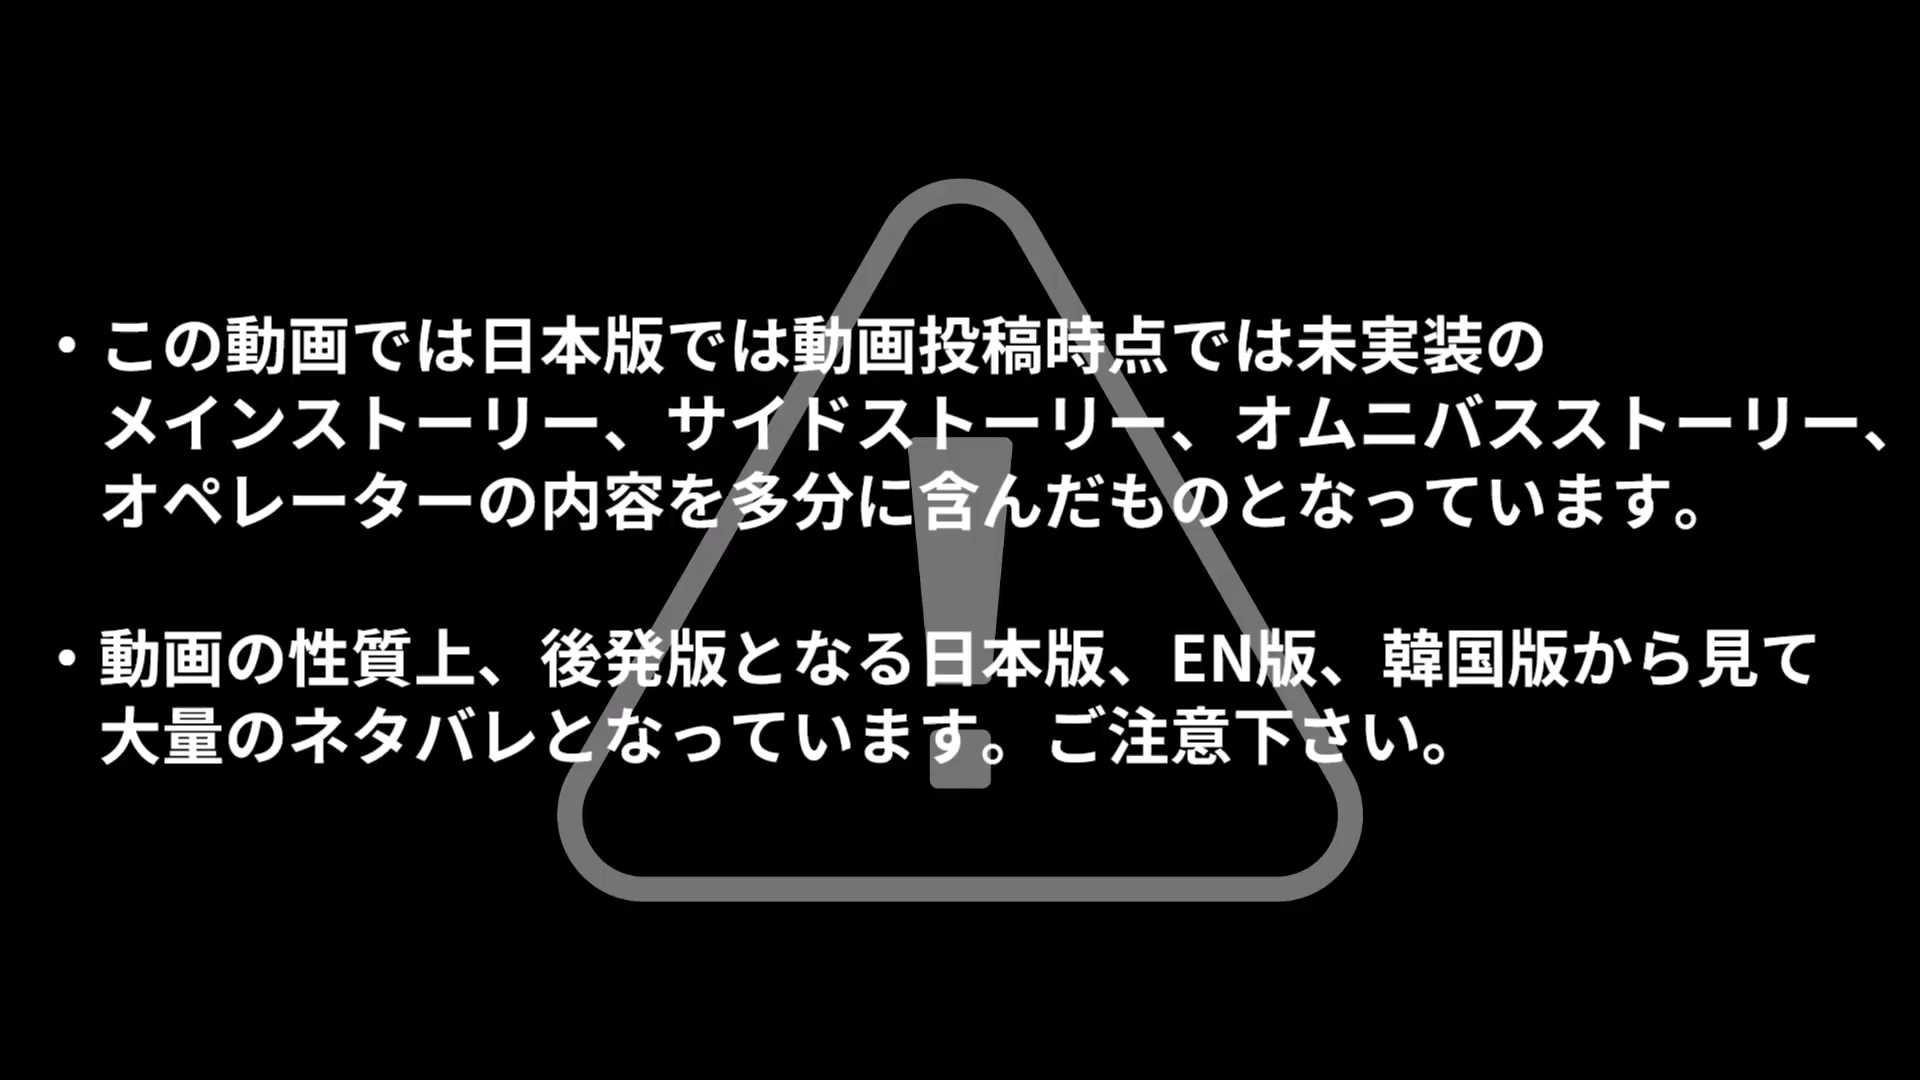 ・この動画では日本版では動画投稿時点では未実装の
メインストーリー、サイドストーリー、オムニバスストーリー、
オペレーターの内容を多分に含んだものとなっています。
・動画の性質上、後発版となる日本版、EN版、韓国版から見て
大量のネタバレとなっています。ご注意下さい。